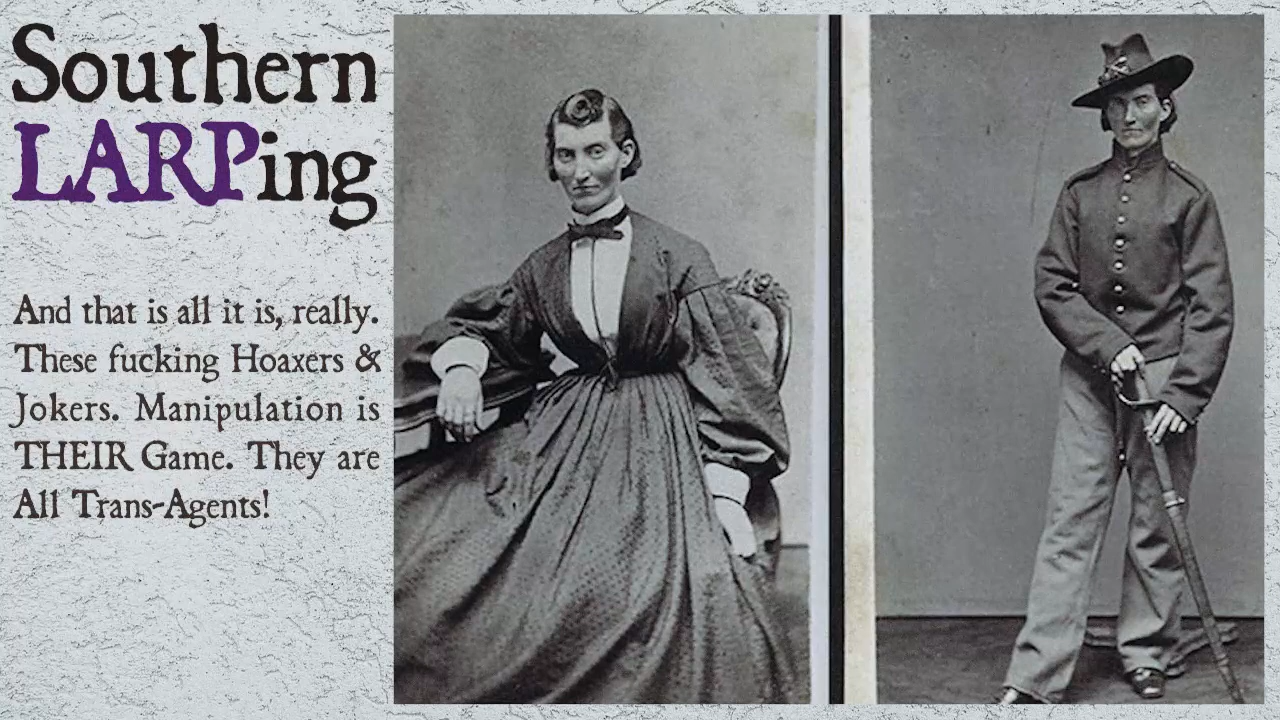 Southern
LARPing
And that is all it is, really.
These fucking Hoaxers &
Jokers. Manipulation is
THEIR Game. They are
All Trans-Agents!